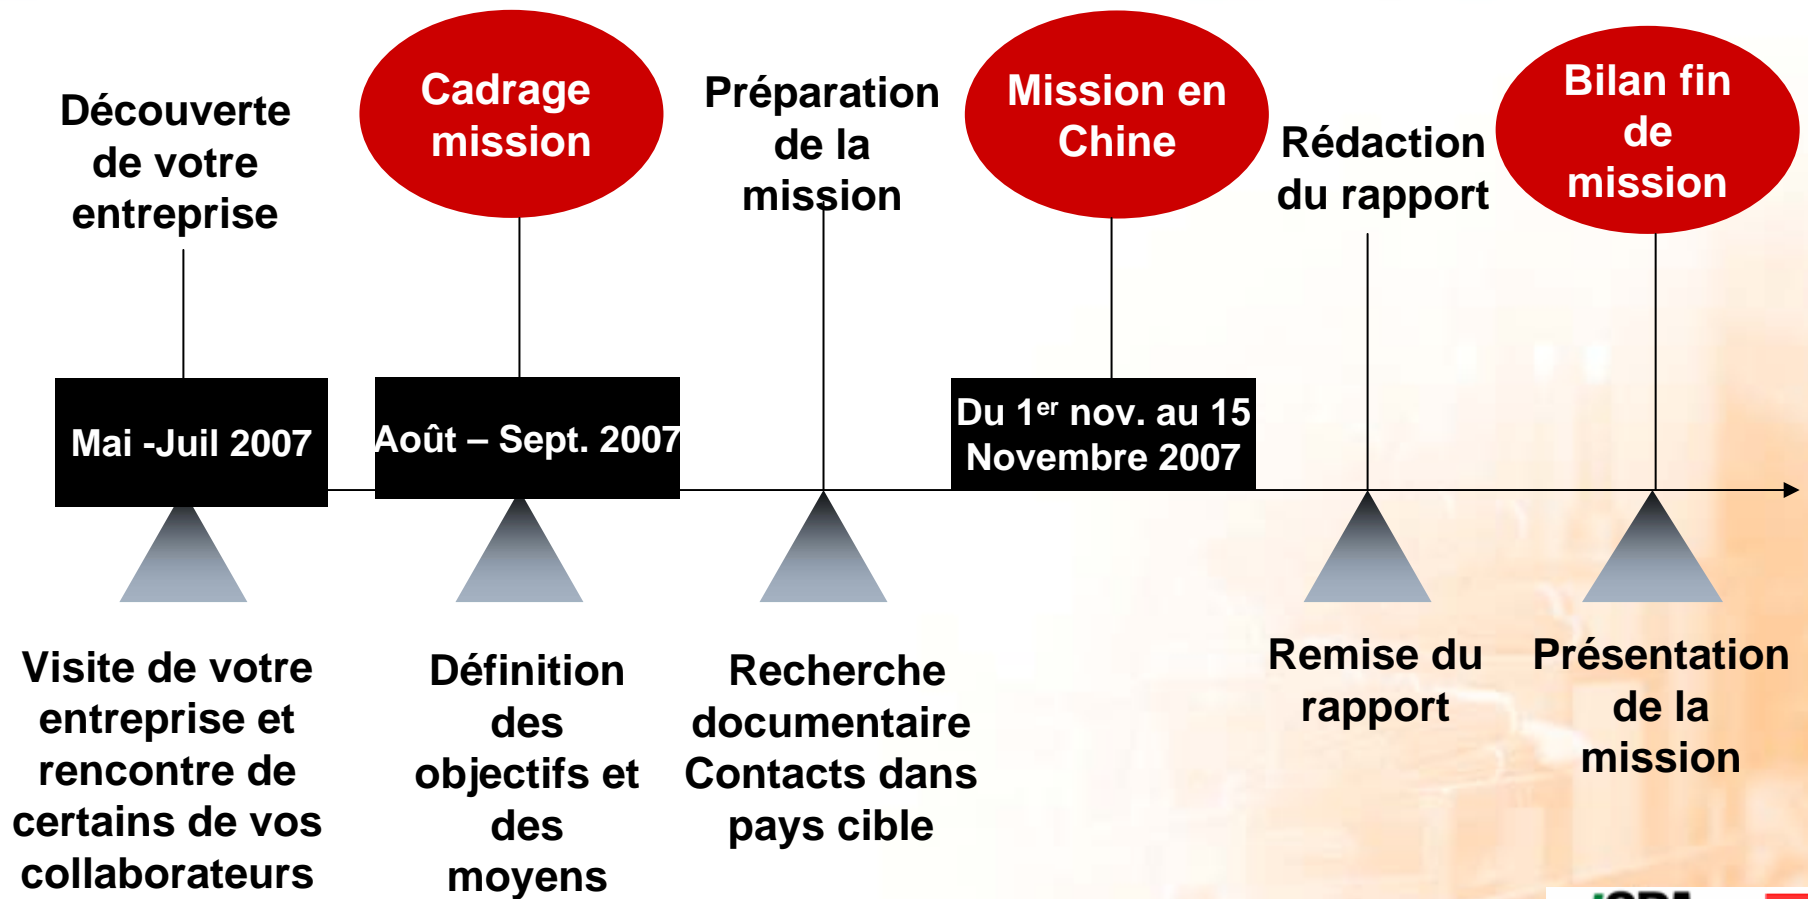 Découverte
de votre
entreprise
Cadrage
mission
Préparation
de la
mission
Mission en
Chine
Rédaction
du rapport
Bilan fin
de
mission
Mai -Juil 2007
Août – Sept. 2007
Du 1er nov. au 15
Novembre 2007
Visite de votre
entreprise et
rencontre de
certains de vos
collaborateurs
Définition
des
objectifs et
des
moyens
Recherche
documentaire
Contacts dans
pays cible
Remise du
rapport
Présentation
de la
mission